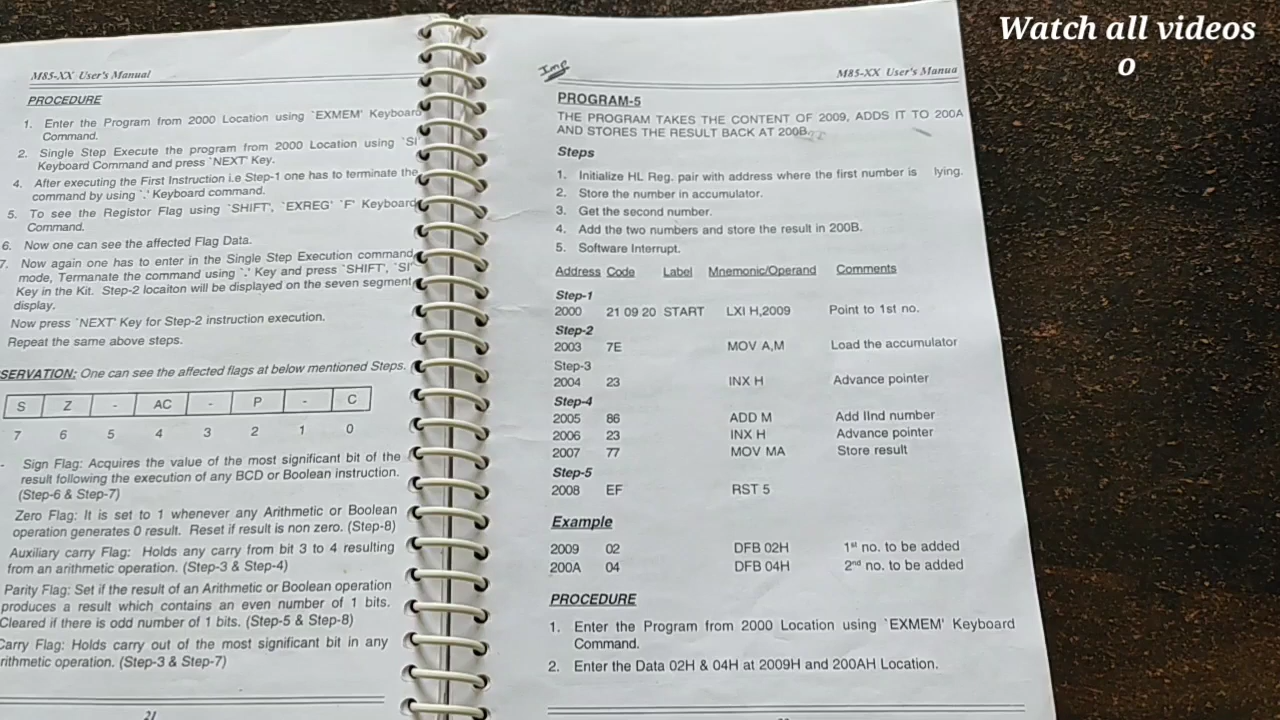 Watch all videos
o
M85-XX User's Manual
PROCEDURE
1. Enter the Program from 2000 Location using `EXMEM' Keyboard
Command.
2. Single Step Execute the program from 2000 Location using `SI'
Keyboard Command and press `NEXT' Key.
4. After executing the First Instruction i.e Step-1 one has to terminate the
command by using `.' Keyboard command.
5. To see the Registor Flag using `SHIFT', `EXREG' `F' Keyboard
Command.
6. Now one can see the affected Flag Data.
7. Now again one has to enter in the Single Step Execution command
mode, Termanate the command using `.' Key and press `SHIFT', `SI'
Key in the Kit. Step-2 locaiton will be displayed on the seven segment
display.
Now press `NEXT' Key for Step-2 instruction execution.
Repeat the same above steps.
SERVATION: One can see the affected flags at below mentioned Steps.
S Z - AC - P - C
7 6 5 4 3 2 1 0
- Sign Flag: Acquires the value of the most significant bit of the
result following the execution of any BCD or Boolean instruction.
(Step-6 & Step-7)
Zero Flag: It is set to 1 whenever any Arithmetic or Boolean
operation generates 0 result. Reset if result is non zero. (Step-8)
Auxiliary carry Flag: Holds any carry from bit 3 to 4 resulting
from an arithmetic operation. (Step-3 & Step-4)
Parity Flag: Set if the result of an Arithmetic or Boolean operation
produces a result which contains an even number of 1 bits.
Cleared if there is odd number of 1 bits. (Step-5 & Step-8)
Carry Flag: Holds carry out of the most significant bit in any
rithmetic operation. (Step-3 & Step-7)
21
Imp
M85-XX User's Manua
PROGRAM-5
THE PROGRAM TAKES THE CONTENT OF 2009, ADDS IT TO 200A
AND STORES THE RESULT BACK AT 200B.
Steps
1. Initialize HL Reg. pair with address where the first number is lying.
2. Store the number in accumulator.
3. Get the second number.
4. Add the two numbers and store the result in 200B.
5. Software Interrupt.
Address Code Label Mnemonic/Operand Comments
Step-1
2000 21 09 20 START LXI H,2009 Point to 1st no.
Step-2
2003 7E MOV A,M Load the accumulator
Step-3
2004 23 INX H Advance pointer
Step-4
2005 86 ADD M Add IInd number
2006 23 INX H Advance pointer
2007 77 MOV MA Store result
Step-5
2008 EF RST 5
Example
2009 02 DFB 02H 1st no. to be added
200A 04 DFB 04H 2nd no. to be added
PROCEDURE
1. Enter the Program from 2000 Location using `EXMEM' Keyboard
Command.
2. Enter the Data 02H & 04H at 2009H and 200AH Location.